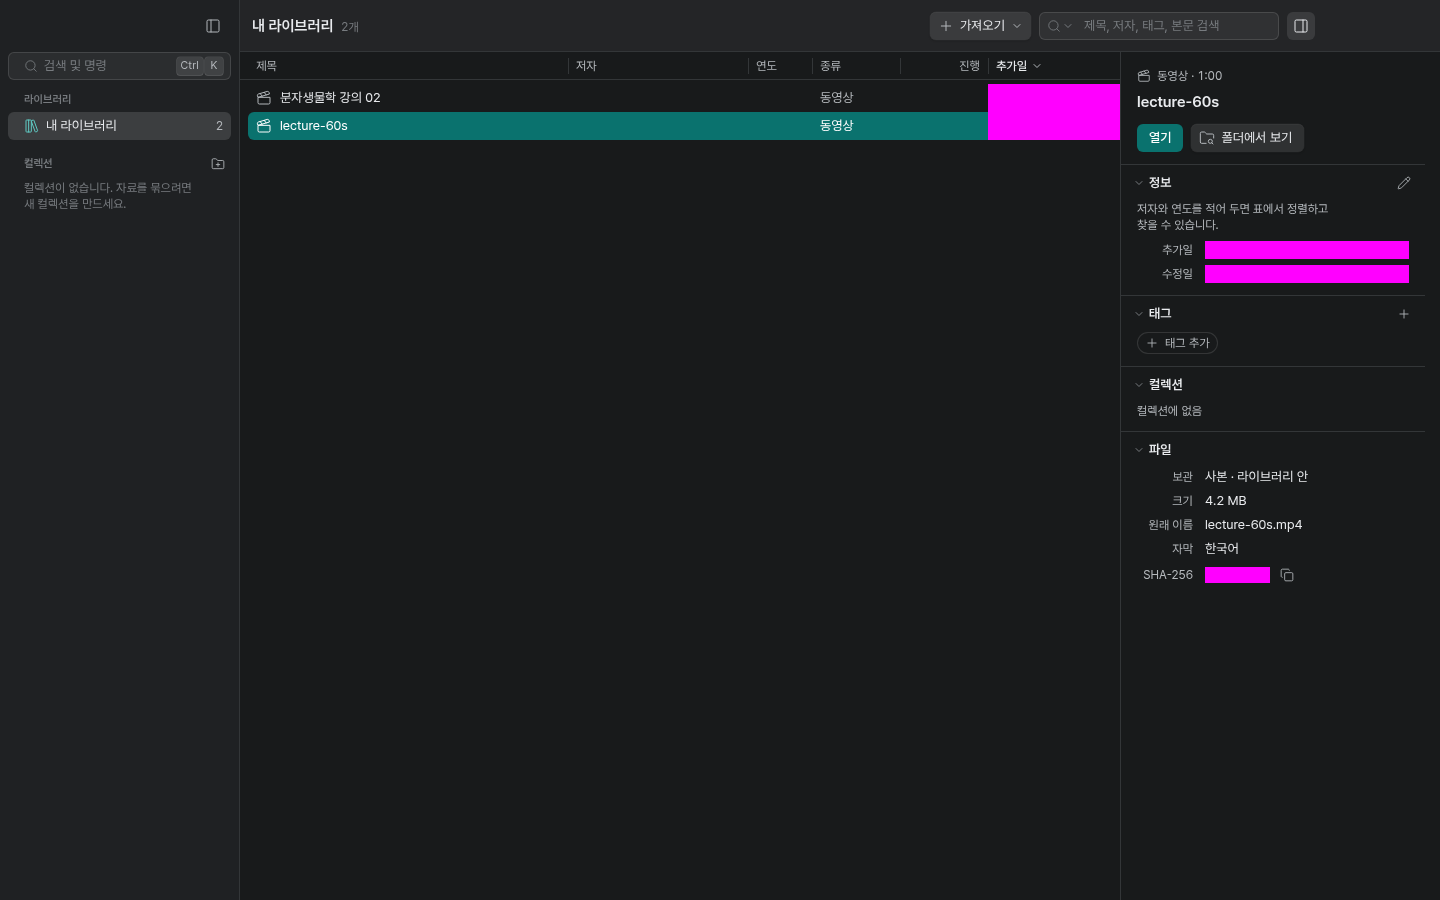 내 라이브러리 2개
가져오기
제목, 저자, 태그, 본문 검색
검색 및 명령 Ctrl K
라이브러리
내 라이브러리 2
컬렉션
컬렉션이 없습니다. 자료를 묶으려면
새 컬렉션을 만드세요.
제목 저자 연도 종류 진행 추가일
분자생물학 강의 02 동영상
lecture-60s 동영상
동영상 · 1:00
lecture-60s
열기 폴더에서 보기
정보
저자와 연도를 적어 두면 표에서 정렬하고
찾을 수 있습니다.
추가일
수정일
태그
태그 추가
컬렉션
컬렉션에 없음
파일
보관 사본 · 라이브러리 안
크기 4.2 MB
원래 이름 lecture-60s.mp4
자막 한국어
SHA-256